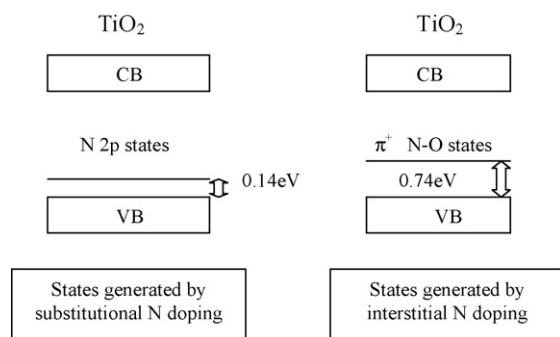 TiO₂
CB
N 2p states
0.14eV
VB
States generated by
substitutional N doping
TiO₂
CB
π⁺ N-O states
0.74eV
VB
States generated by
interstitial N doping